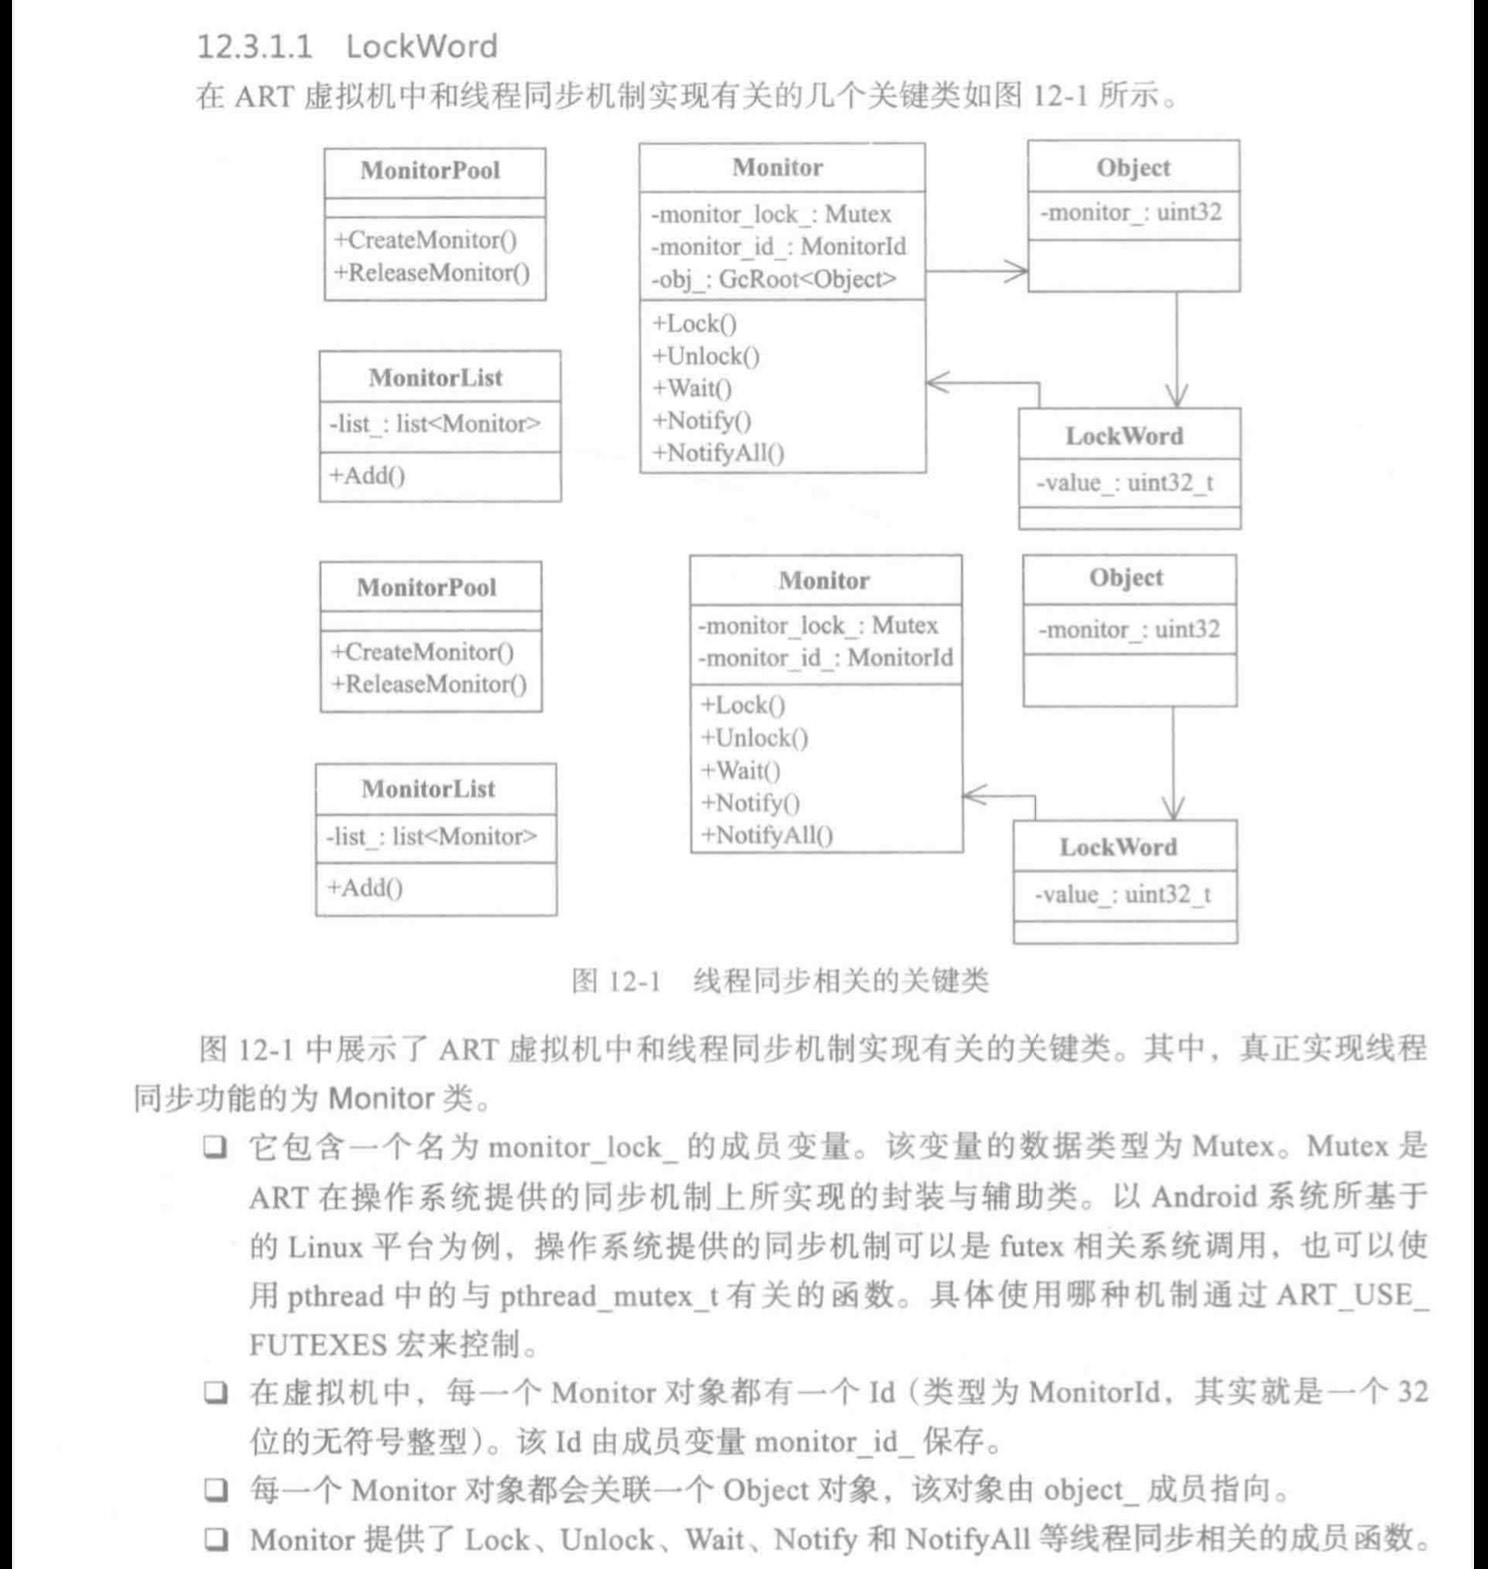 12.3.1.1 LockWord
在 ART 虚拟机中和线程同步机制实现有关的几个关键类如图 12-1 所示。
MonitorPool
+CreateMonitor()
+ReleaseMonitor()
Monitor
-monitor_lock_: Mutex
-monitor_id_: MonitorId
-obj_: GcRoot<Object>
+Lock()
+Unlock()
+Wait()
+Notify()
+NotifyAll()
Object
-monitor_: uint32
MonitorList
-list_: list<Monitor>
+Add()
LockWord
-value_: uint32_t
MonitorPool
+CreateMonitor()
+ReleaseMonitor()
Monitor
-monitor_lock_: Mutex
-monitor_id_: MonitorId
+Lock()
+Unlock()
+Wait()
+Notify()
+NotifyAll()
Object
-monitor_: uint32
MonitorList
-list_: list<Monitor>
+Add()
LockWord
-value_: uint32_t
图 12-1 线程同步相关的关键类
图 12-1 中展示了 ART 虚拟机中和线程同步机制实现有关的关键类。其中，真正实现线程
同步功能的为 Monitor 类。
❑ 它包含一个名为 monitor_lock_ 的成员变量。该变量的数据类型为 Mutex。Mutex 是
ART 在操作系统提供的同步机制上所实现的封装与辅助类。以 Android 系统所基于
的 Linux 平台为例，操作系统提供的同步机制可以是 futex 相关系统调用，也可以使
用 pthread 中的与 pthread_mutex_t 有关的函数。具体使用哪种机制通过 ART_USE_
FUTEXES 宏来控制。
❑ 在虚拟机中，每一个 Monitor 对象都有一个 Id（类型为 MonitorId，其实就是一个 32
位的无符号整型）。该 Id 由成员变量 monitor_id_ 保存。
❑ 每一个 Monitor 对象都会关联一个 Object 对象，该对象由 object_ 成员指向。
❑ Monitor 提供了 Lock、Unlock、Wait、Notify 和 NotifyAll 等线程同步相关的成员函数。